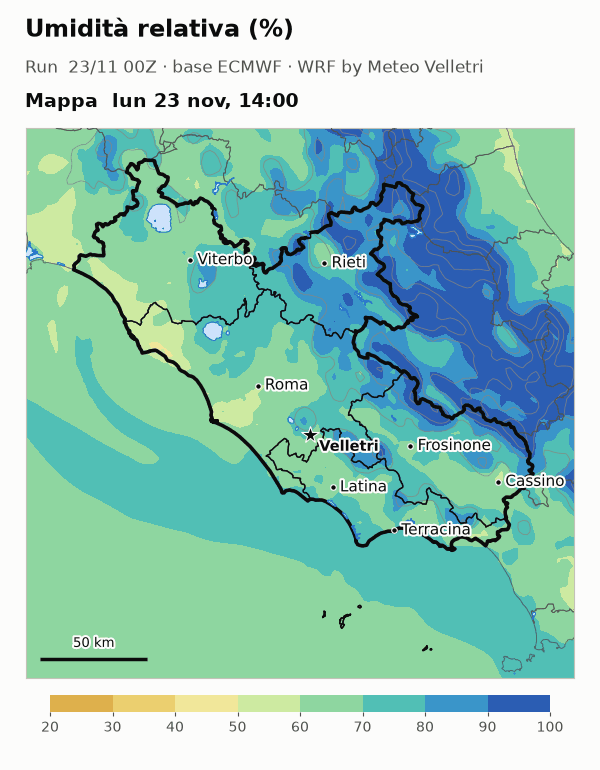 Umidità relativa (%)
Run  23/11 00Z · base ECMWF · WRF by Meteo Velletri
Mappa  lun 23 nov, 14:00
Viterbo
Rieti
Roma
Velletri
Frosinone
Cassino
Latina
Terracina
50 km
20 30 40 50 60 70 80 90 100